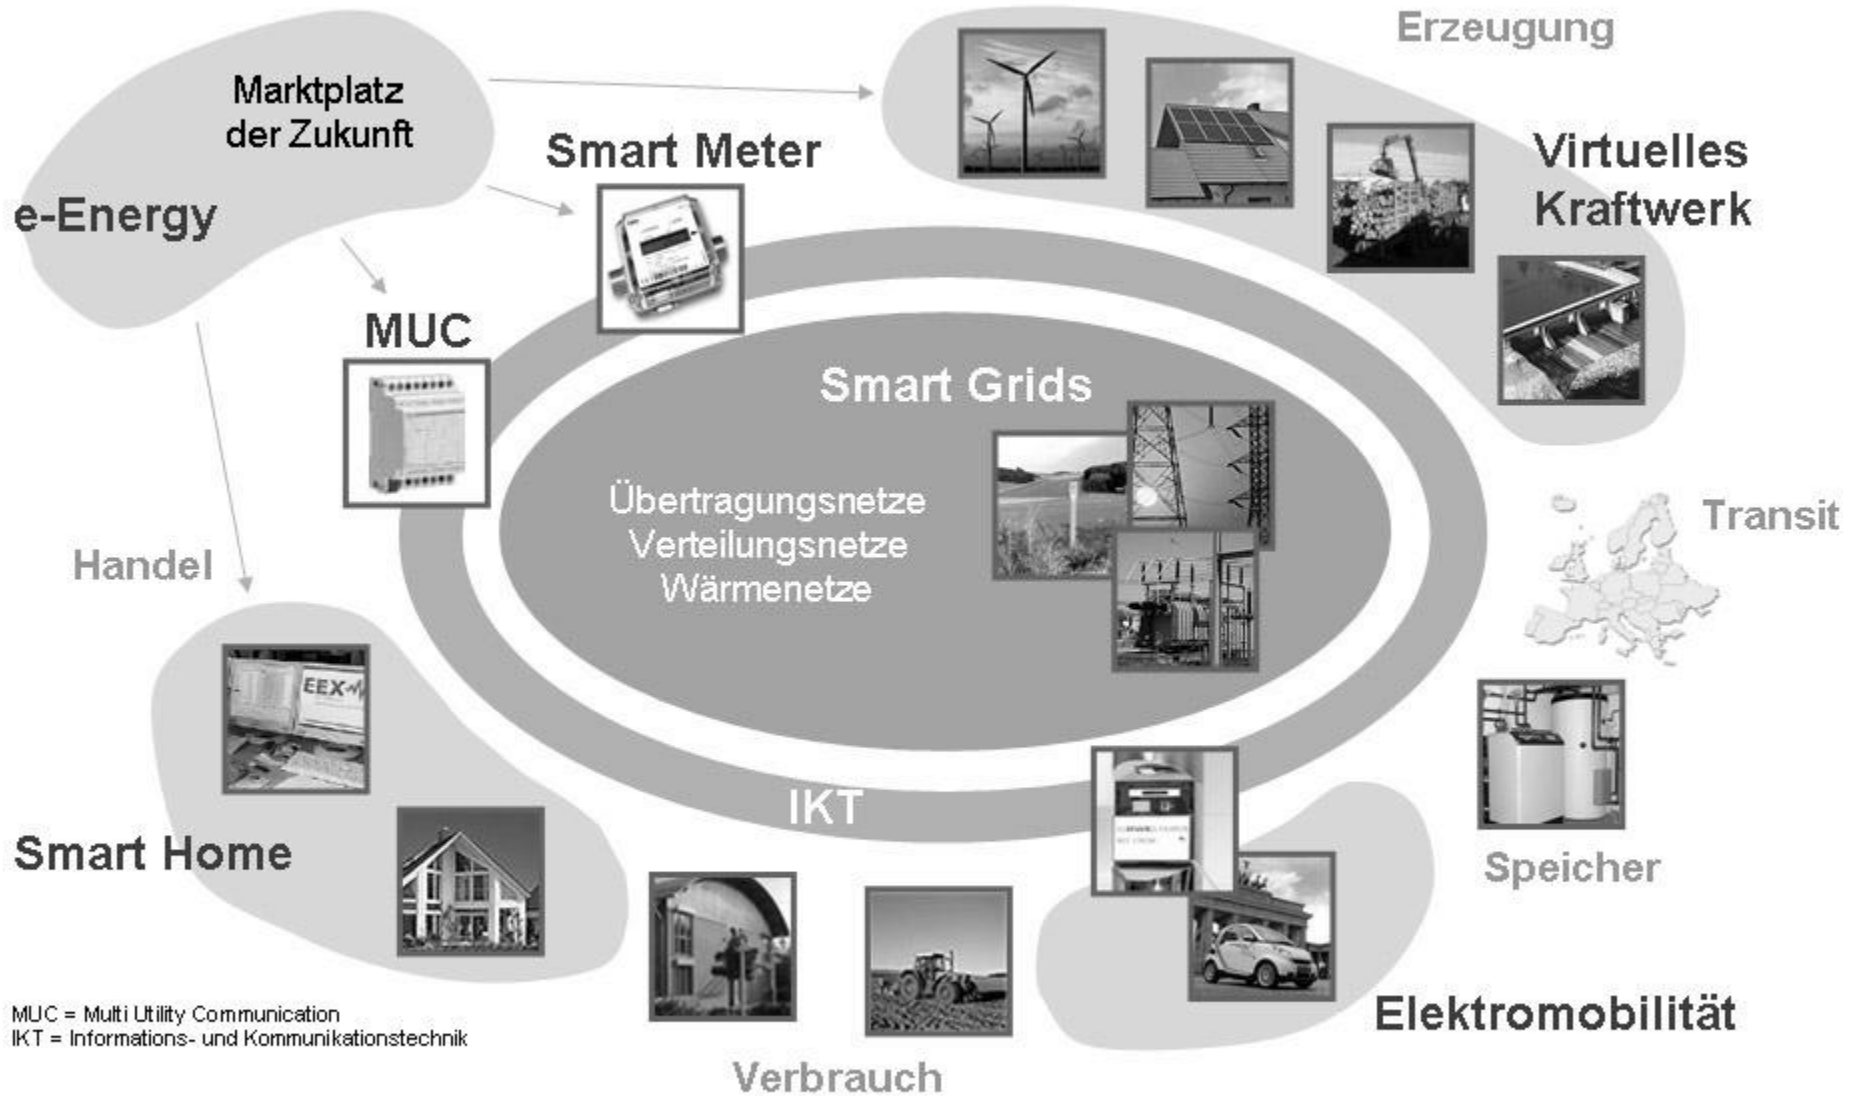 Erzeugung
Marktplatz
der Zukunft
Smart Meter
Virtuelles
Kraftwerk
e-Energy
MUC
Smart Grids
Übertragungsnetze
Verteilungsnetze
Wärmenetze
Transit
Handel
EEX
IKT
Smart Home
Speicher
Elektromobilität
MUC = Multi Utility Communication
IKT = Informations- und Kommunikationstechnik
Verbrauch